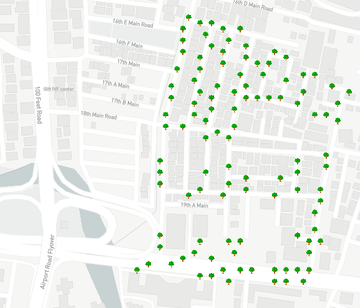 16th D Main Road
16th E Main Road
16th F Main
17th Main
17th A Main
17th B Main
18th Main Road
100 Feet Road
19th A Main
Airport Road Flyover